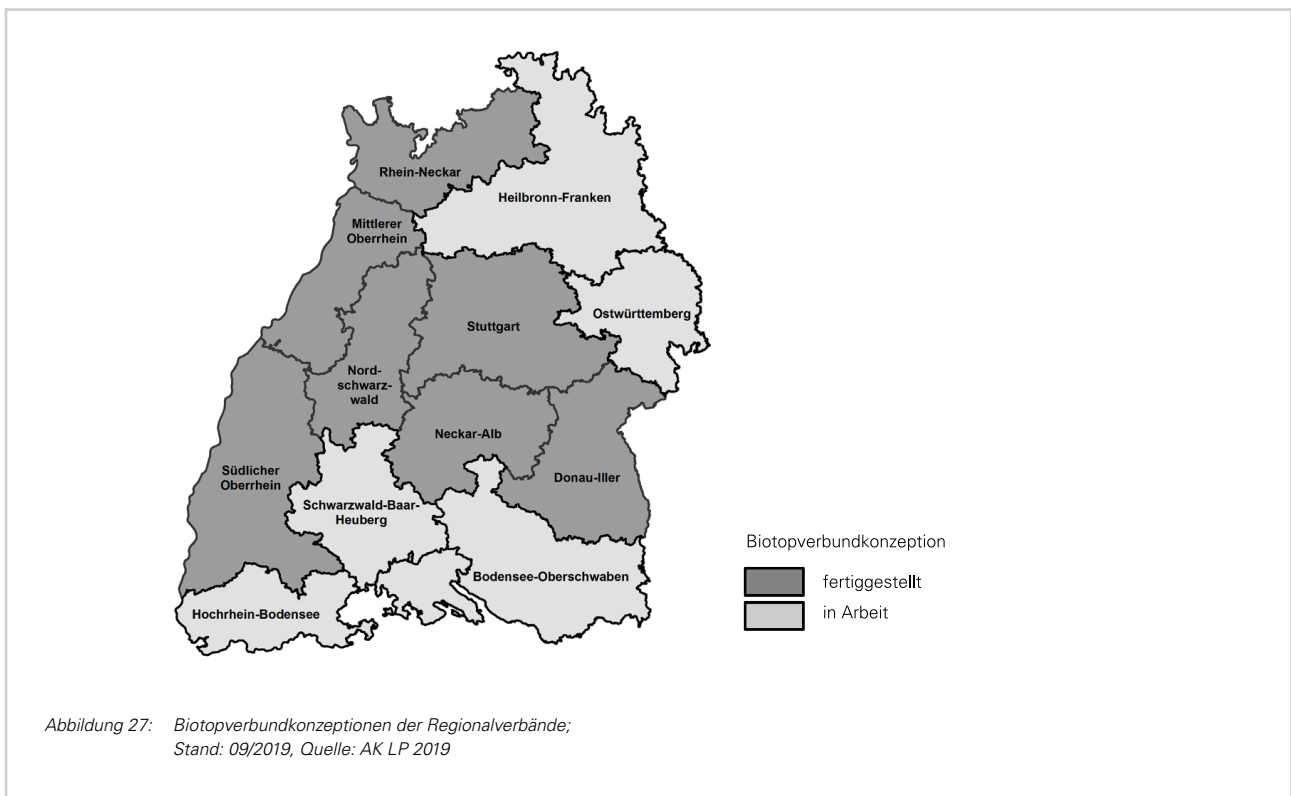 Rhein-Neckar
Heilbronn-Franken
Mittlerer
Oberrhein
Ostwürttemberg
Stuttgart
Nord-
schwarz-
wald
Neckar-Alb
Südlicher
Oberrhein
Donau-Iller
Schwarzwald-Baar-
Heuberg
Bodensee-Oberschwaben
Hochrhein-Bodensee
Biotopverbundkonzeption
fertiggestellt
in Arbeit
Abbildung 27: Biotopverbundkonzeptionen der Regionalverbände;
Stand: 09/2019, Quelle: AK LP 2019